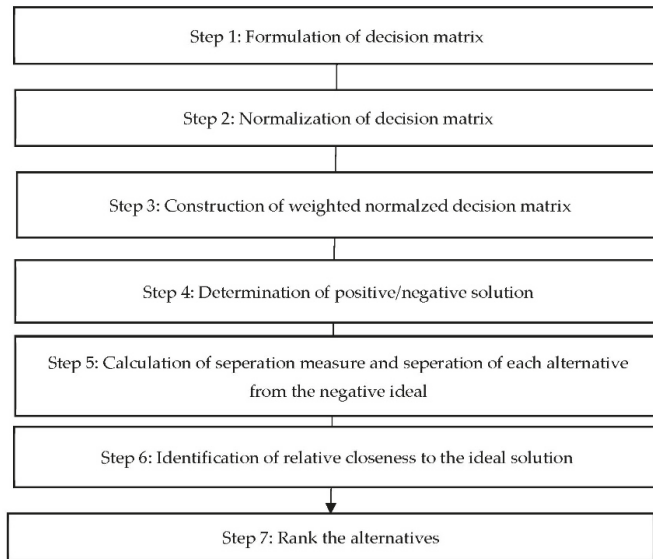 Step 1: Formulation of decision matrix
Step 2: Normalization of decision matrix
Step 3: Construction of weighted normalzed decision matrix
Step 4: Determination of positive/negative solution
Step 5: Calculation of seperation measure and seperation of each alternative
from the negative ideal
Step 6: Identification of relative closeness to the ideal solution
Step 7: Rank the alternatives